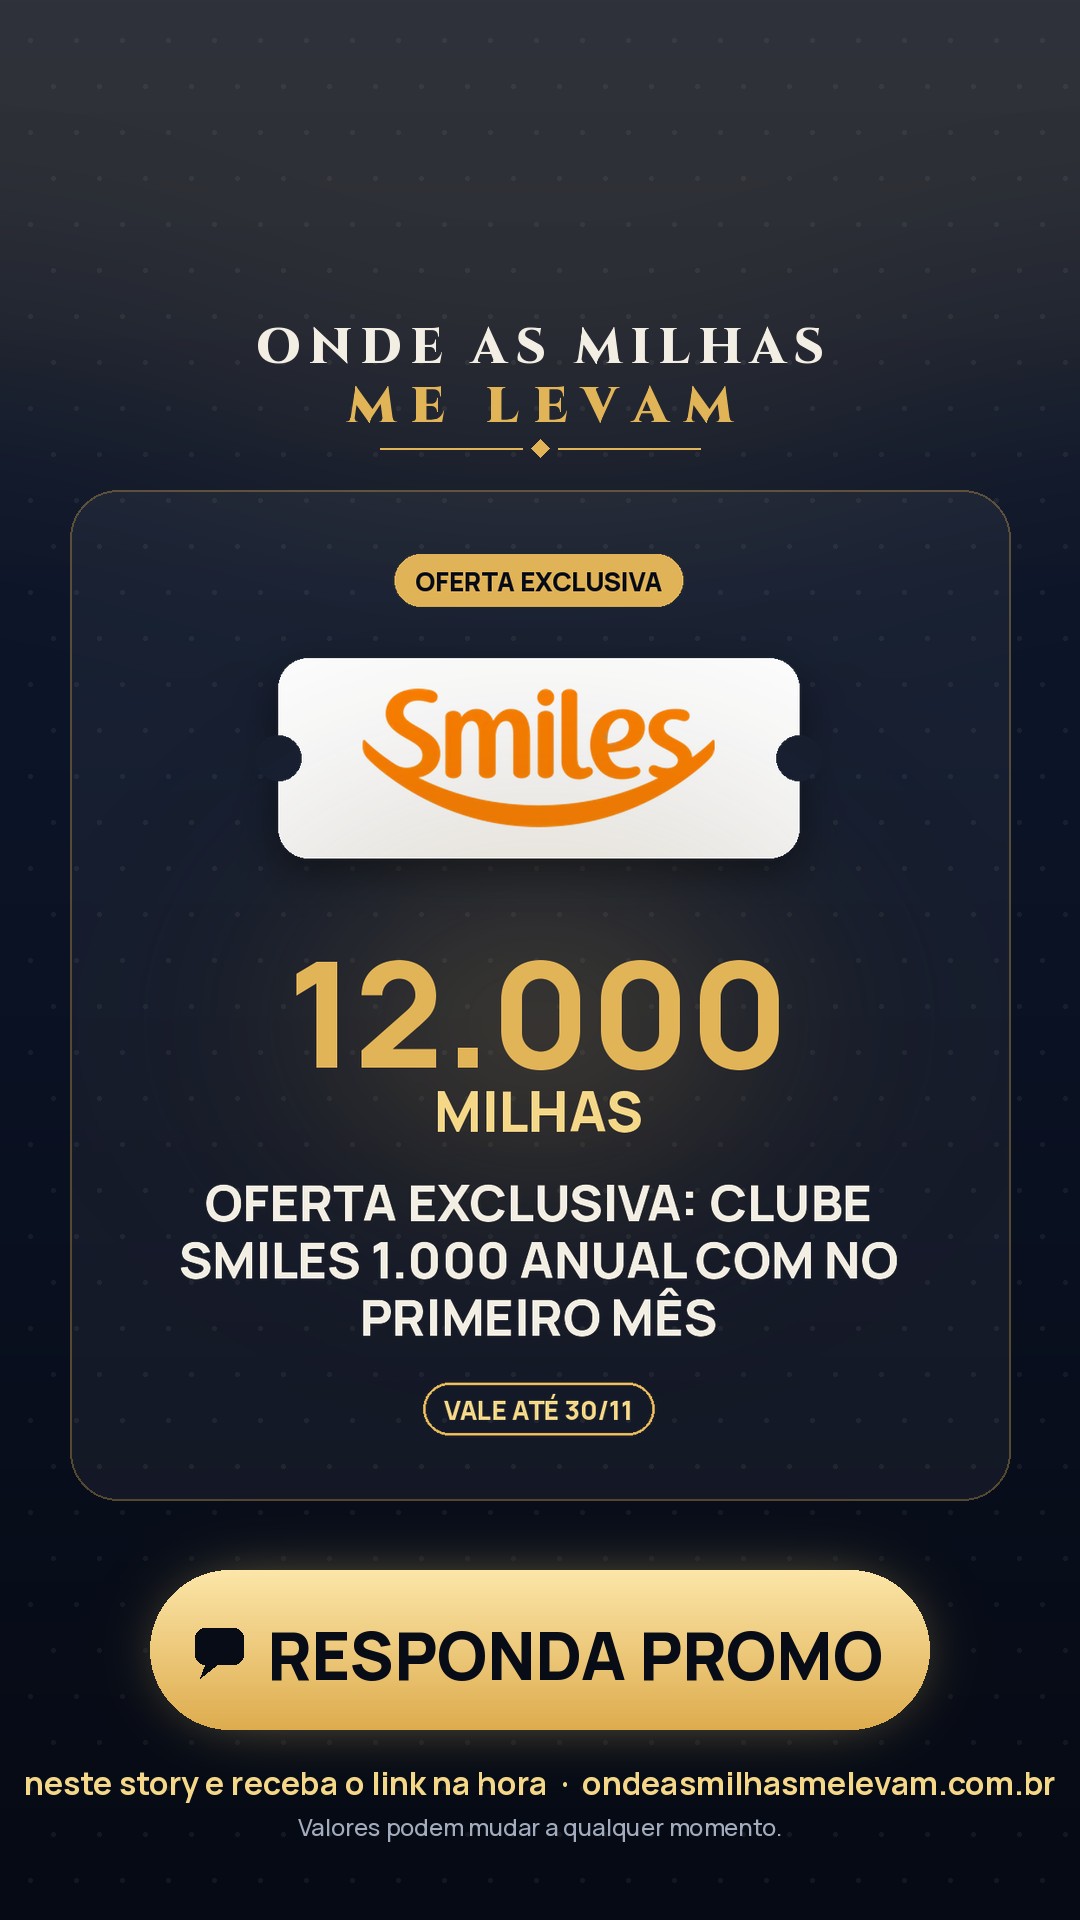 ONDE AS MILHAS
ME LEVAM
OFERTA EXCLUSIVA
Smiles
12.000
MILHAS
OFERTA EXCLUSIVA: CLUBE
SMILES 1.000 ANUAL COM NO
PRIMEIRO MÊS
VALE ATÉ 30/11
RESPONDA PROMO
neste story e receba o link na hora · ondeasmilhasmelevam.com.br
Valores podem mudar a qualquer momento.